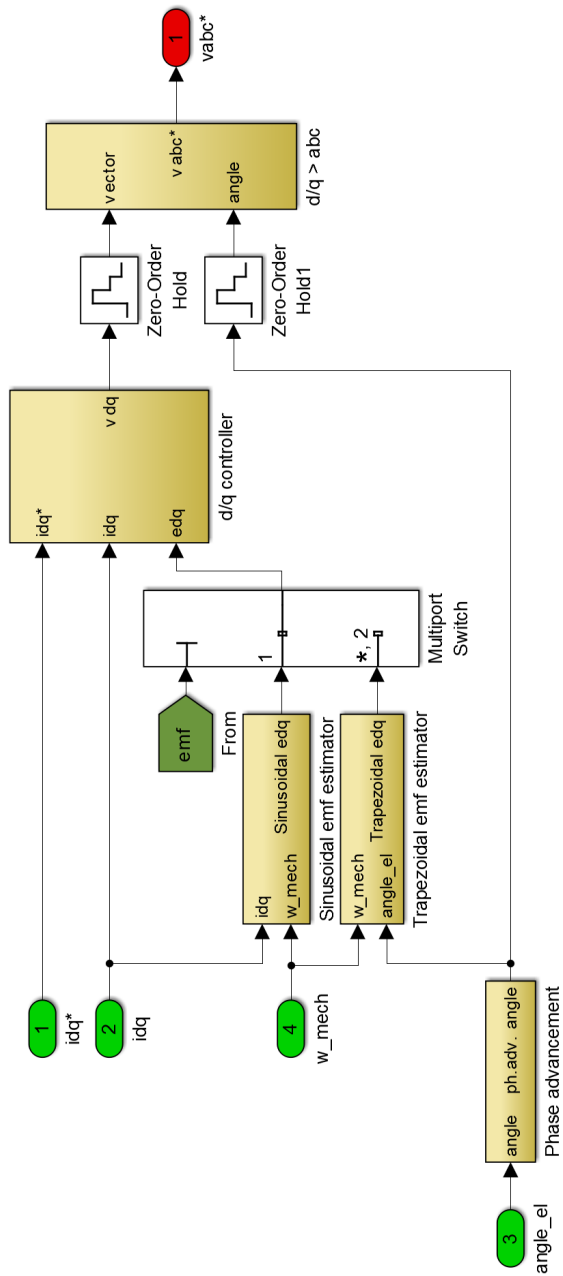 1
idq*
2
idq
4
w_mech
3
angle_el
angle
ph.adv. angle
Phase advancement
idq
w_mech
Sinusoidal edq
Sinusoidal emf estimator
w_mech
angle_el
Trapezoidal edq
Trapezoidal emf estimator
emf
From
1
*, 2
Multiport
Switch
idq*
idq
edq
v dq
d/q controller
Zero-Order
Hold
Zero-Order
Hold1
vector
angle
v abc*
d/q > abc
1
vabc*